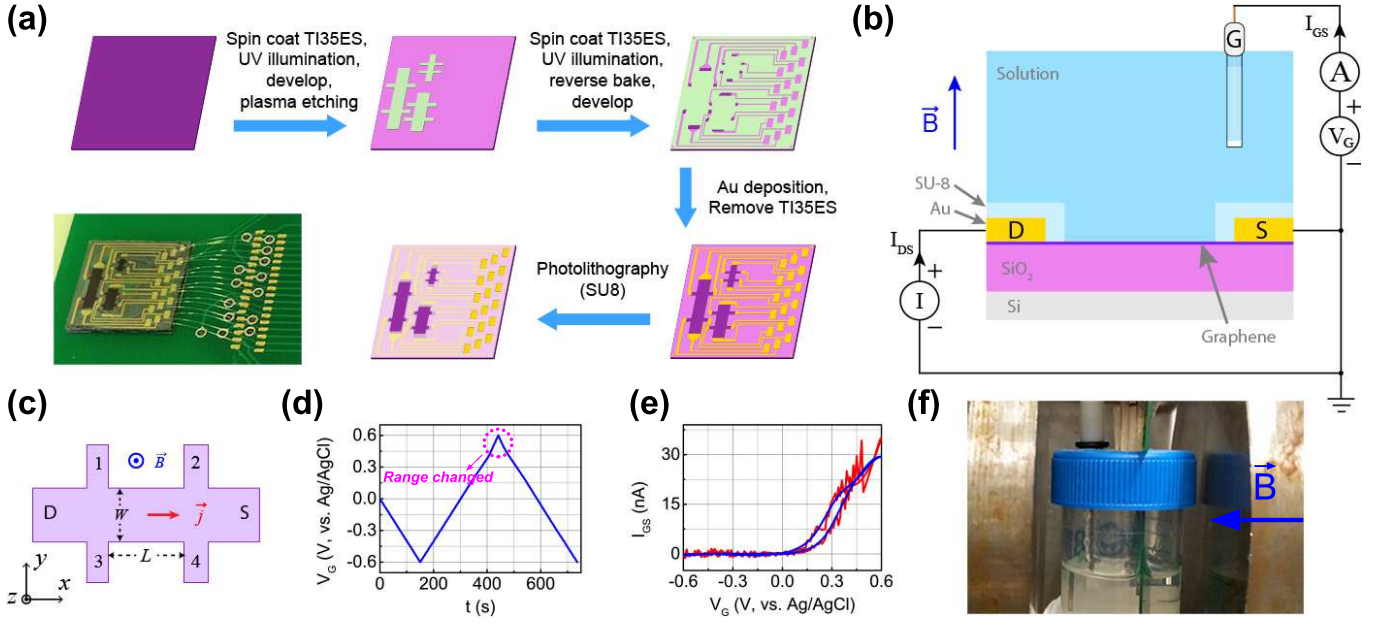 (a)
Spin coat TI35ES,
UV illumination,
develop,
plasma etching
Spin coat TI35ES,
UV illumination,
reverse bake,
develop
Au deposition,
Remove TI35ES
Photolithography
(SU8)
(b)
G
I_GS
A
+
V_G
−
Solution
B
SU-8
Au
D
S
I_DS
+
I
−
SiO₂
Si
Graphene
(c)
1
2
B
D
W
j
S
3
L
4
y
z
x
(d)
V_G (V, vs. Ag/AgCl)
0.6
0.3
0.0
-0.3
-0.6
Range changed
0
200
400
600
t (s)
(e)
I_GS (nA)
30
15
0
-0.6
-0.3
0.0
0.3
0.6
V_G (V, vs. Ag/AgCl)
(f)
B